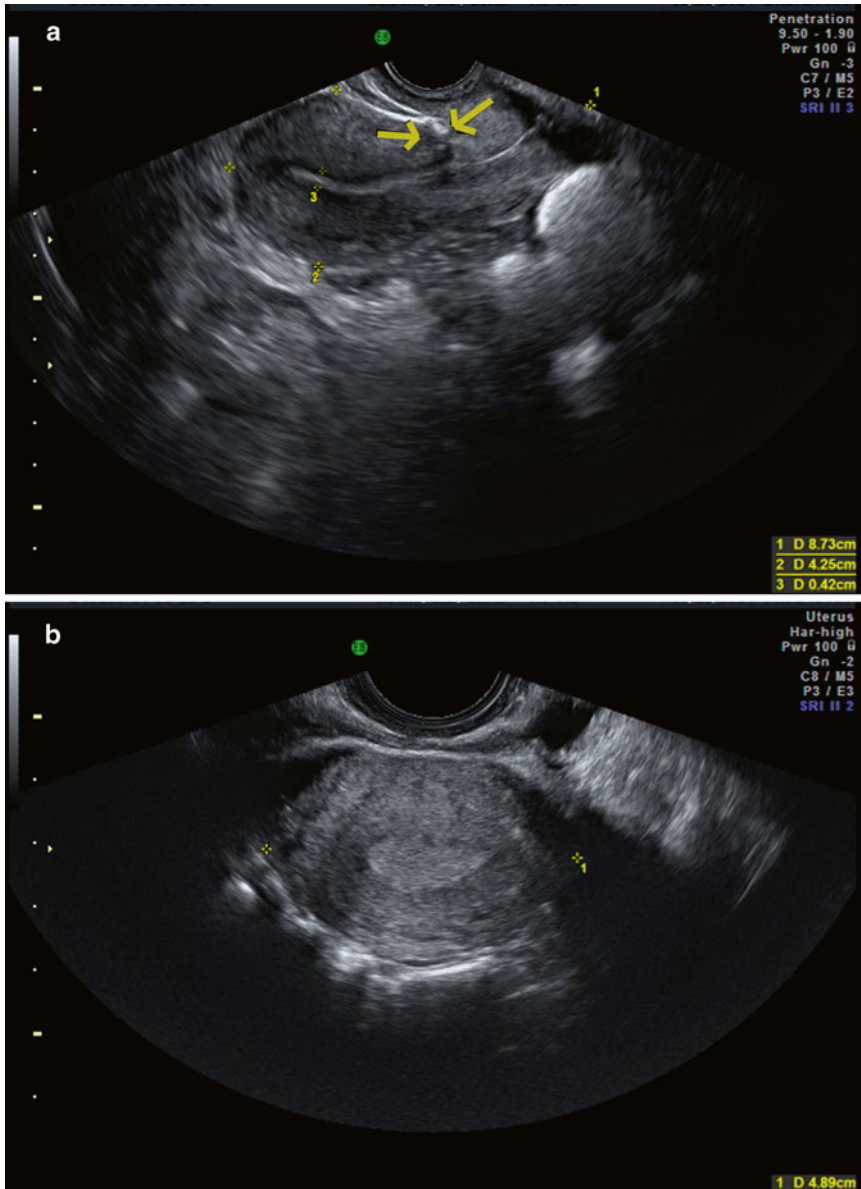 a
E8
Penetration
9.50 - 1.90
Pwr 100
Gn -3
C7 / M5
P3 / E2
SRI II 3
1
3
2
1 D 8.73cm
2 D 4.25cm
3 D 0.42cm
b
E8
Uterus
Har-high
Pwr 100
Gn -2
C8 / M5
P3 / E3
SRI II 2
1
1 D 4.89cm